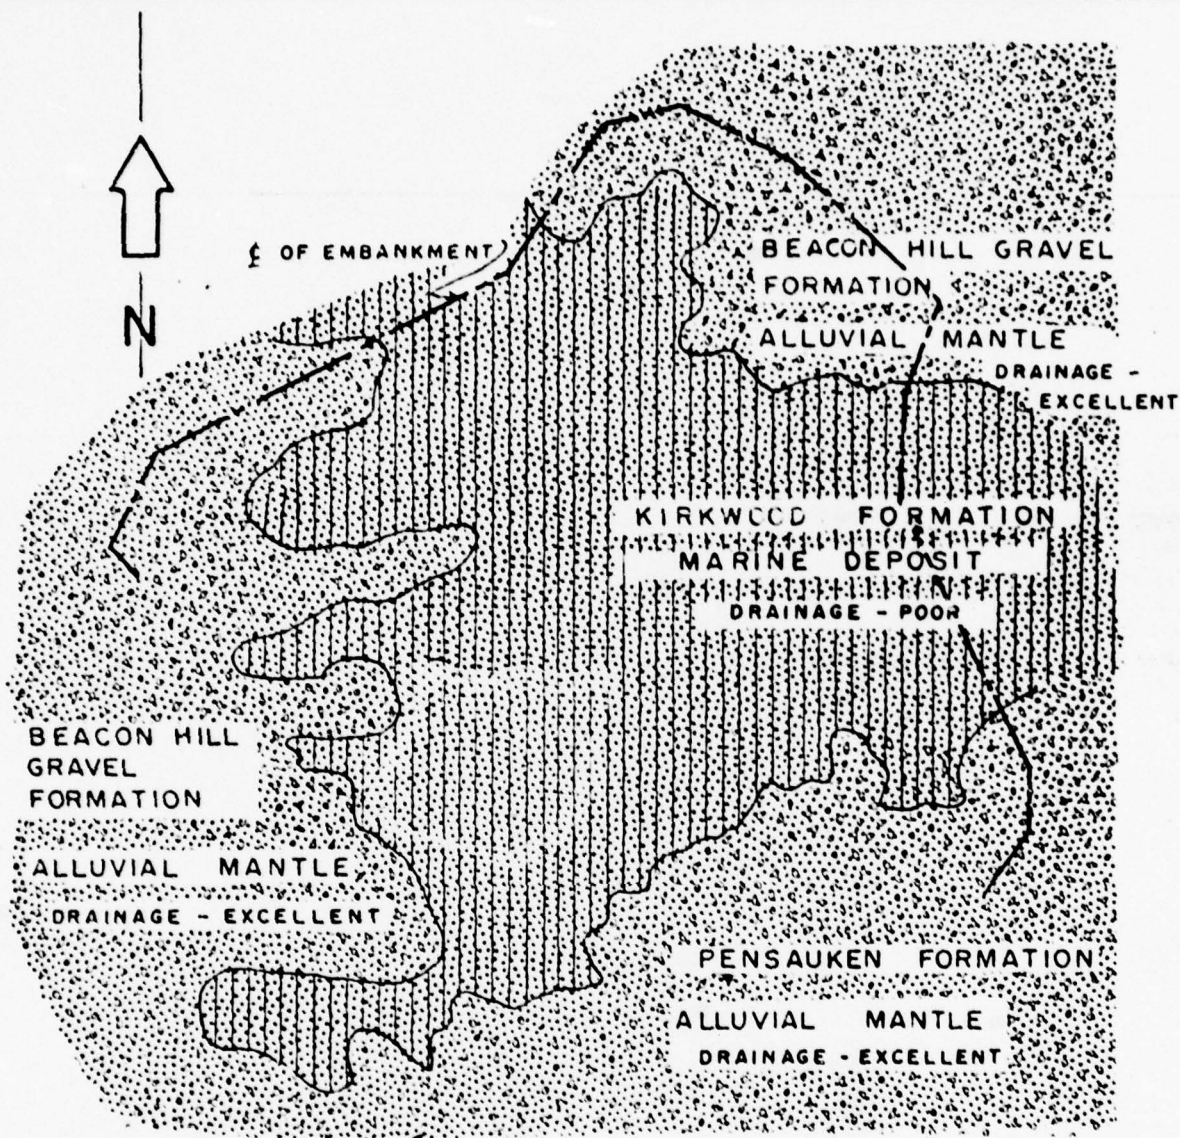 N
℄ OF EMBANKMENT
BEACON HILL GRAVEL
FORMATION
ALLUVIAL MANTLE
DRAINAGE -
EXCELLENT
KIRKWOOD FORMATION
MARINE DEPOSIT
DRAINAGE - POOR
BEACON HILL
GRAVEL
FORMATION
ALLUVIAL MANTLE
DRAINAGE - EXCELLENT
PENSAUKEN FORMATION
ALLUVIAL MANTLE
DRAINAGE - EXCELLENT